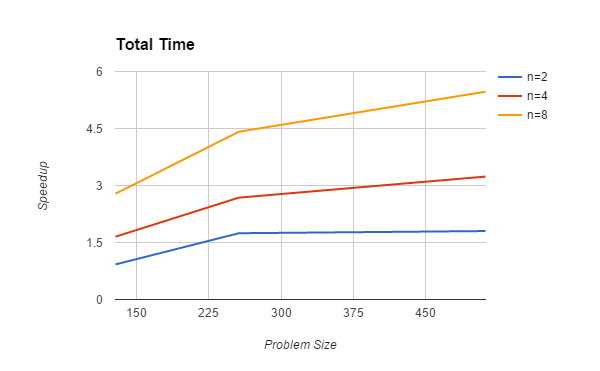 Total Time
6
4.5
3
1.5
0
Speedup
150 225 300 375 450
Problem Size
n=2
n=4
n=8